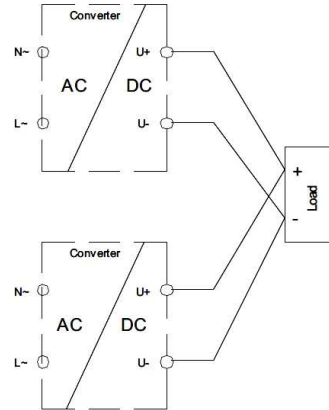 Converter
N~
U+
AC
DC
L~
U-
+
-
Load
Converter
N~
U+
AC
DC
L~
U-